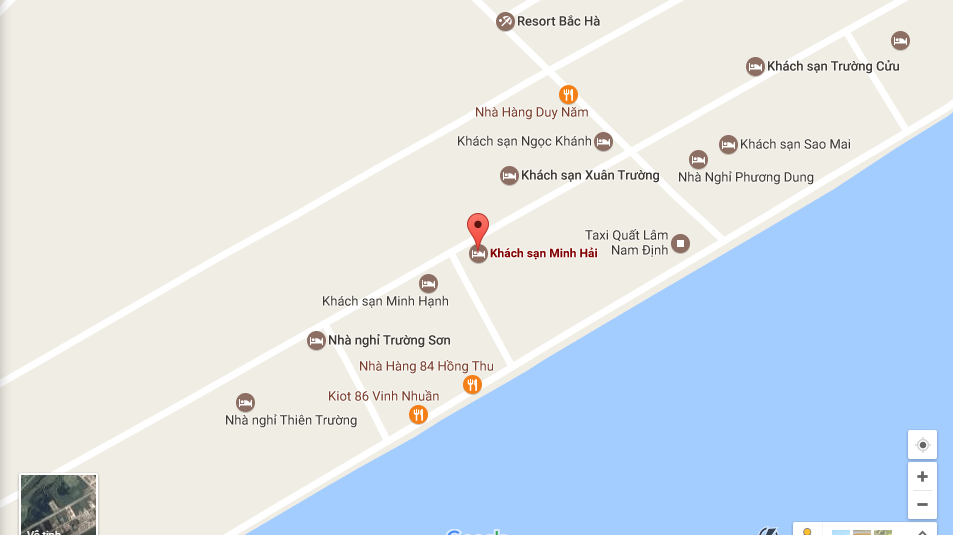 Resort Bắc Hà
Khách sạn Trường Cửu
Nhà Hàng Duy Năm
Khách sạn Ngọc Khánh
Khách sạn Sao Mai
Khách sạn Xuân Trường
Nhà Nghỉ Phương Dung
Taxi Quất Lâm
Nam Định
Khách sạn Minh Hải
Khách sạn Minh Hạnh
Nhà nghỉ Trường Sơn
Nhà Hàng 84 Hồng Thu
Kiot 86 Vinh Nhuần
Nhà nghỉ Thiên Trường
Vệ tinh
Google